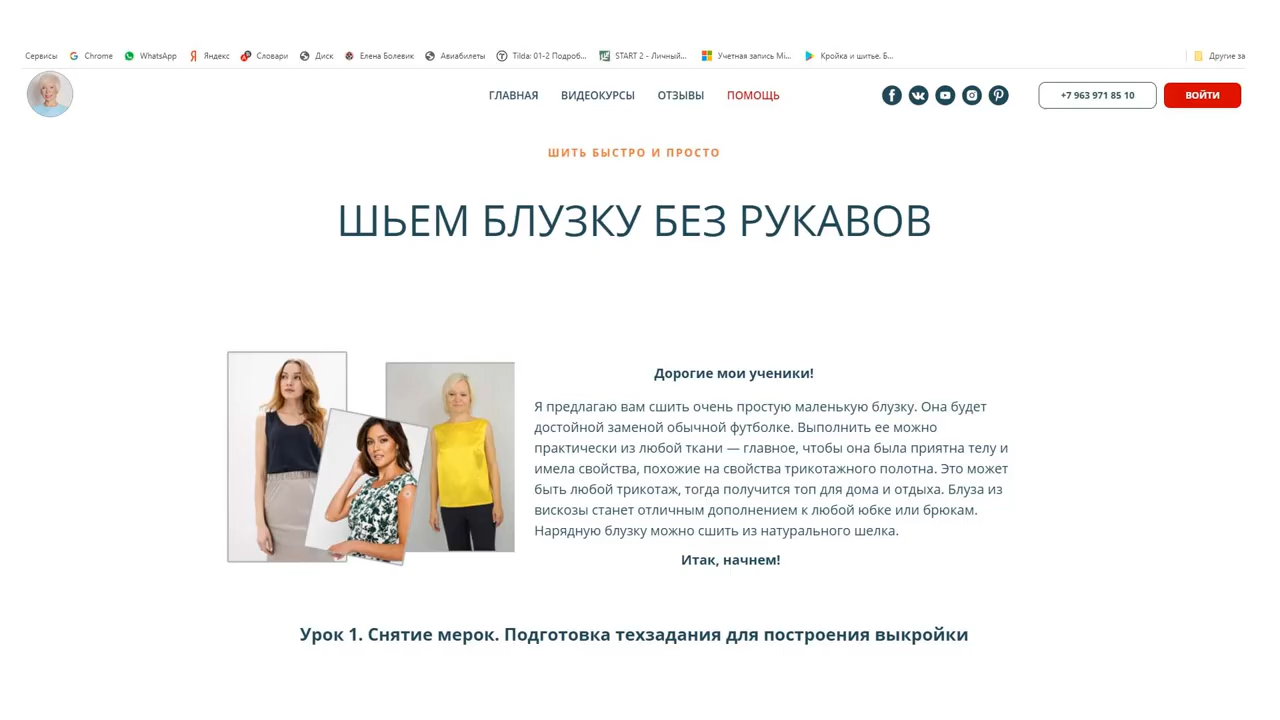 Сервисы Chrome WhatsApp Яндекс Словари Диск Елена Болевик Авиабилеты Tilda: 01-2 Подроб... START 2 - Личный... Учетная запись Mi... Кройка и шитье. Б... Другие за
ГЛАВНАЯ ВИДЕОКУРСЫ ОТЗЫВЫ ПОМОЩЬ +7 963 971 85 10 ВОЙТИ
ШИТЬ БЫСТРО И ПРОСТО
ШЬЕМ БЛУЗКУ БЕЗ РУКАВОВ
Дорогие мои ученики!
Я предлагаю вам сшить очень простую маленькую блузку. Она будет
достойной заменой обычной футболке. Выполнить ее можно
практически из любой ткани — главное, чтобы она была приятна телу и
имела свойства, похожие на свойства трикотажного полотна. Это может
быть любой трикотаж, тогда получится топ для дома и отдыха. Блуза из
вискозы станет отличным дополнением к любой юбке или брюкам.
Нарядную блузку можно сшить из натурального шелка.
Итак, начнем!
Урок 1. Снятие мерок. Подготовка техзадания для построения выкройки